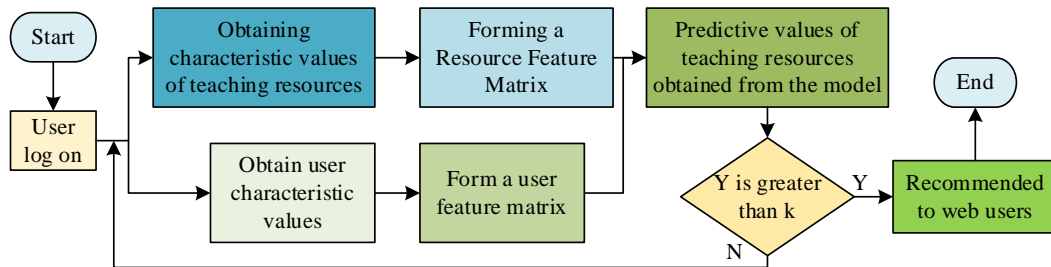 Start
User
log on
Obtaining
characteristic values
of teaching resources
Forming a
Resource Feature
Matrix
Obtain user
characteristic
values
Form a user
feature matrix
Predictive values of
teaching resources
obtained from the model
Y is greater
than k
Y
N
Recommended
to web users
End